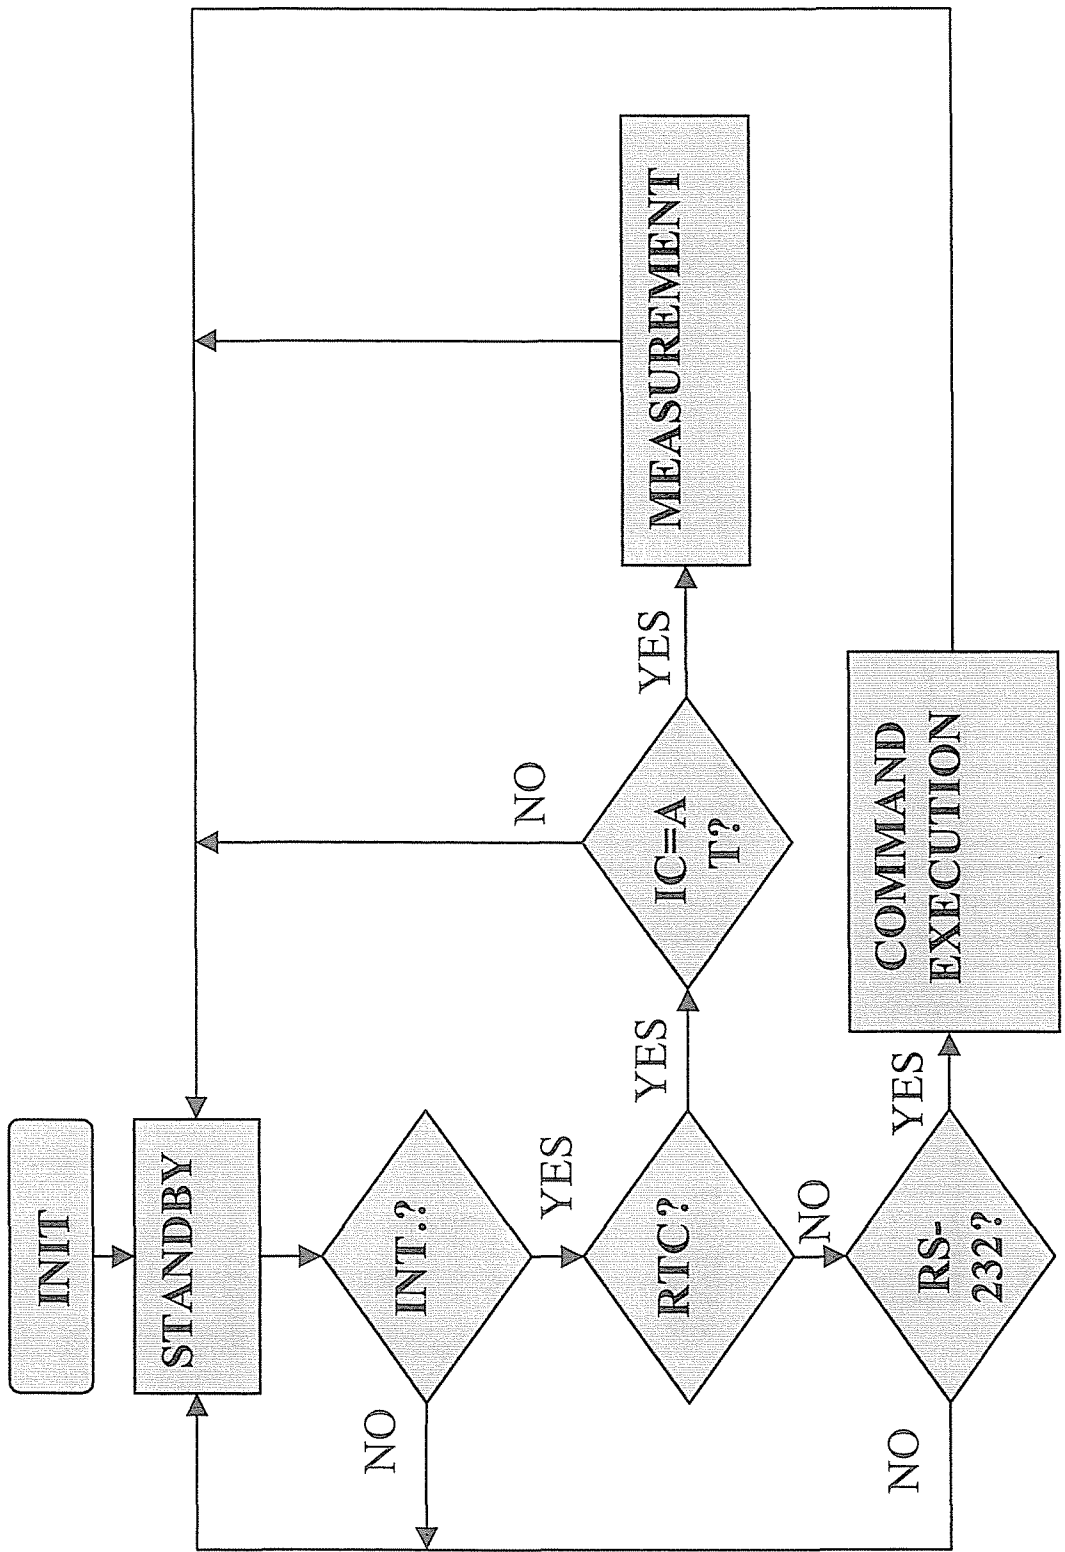 INIT
STANDBY
INT.?
NO
YES
RTC?
YES
NO
IC=A
T?
NO
YES
MEASUREMENT
RS-
232?
NO
YES
COMMAND
EXECUTION